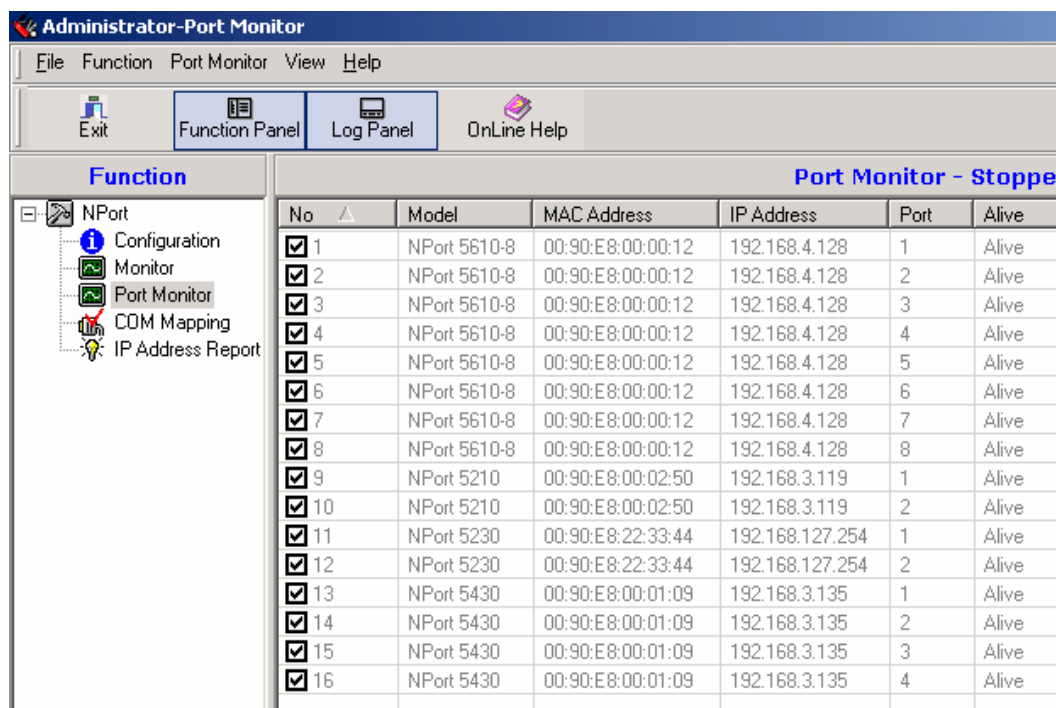 Administrator-Port Monitor
File Function Port Monitor View Help
Exit Function Panel Log Panel OnLine Help
Function
Port Monitor - Stoppe
NPort
Configuration
Monitor
Port Monitor
COM Mapping
IP Address Report
No Model MAC Address IP Address Port Alive
1 NPort 5610-8 00:90:E8:00:00:12 192.168.4.128 1 Alive
2 NPort 5610-8 00:90:E8:00:00:12 192.168.4.128 2 Alive
3 NPort 5610-8 00:90:E8:00:00:12 192.168.4.128 3 Alive
4 NPort 5610-8 00:90:E8:00:00:12 192.168.4.128 4 Alive
5 NPort 5610-8 00:90:E8:00:00:12 192.168.4.128 5 Alive
6 NPort 5610-8 00:90:E8:00:00:12 192.168.4.128 6 Alive
7 NPort 5610-8 00:90:E8:00:00:12 192.168.4.128 7 Alive
8 NPort 5610-8 00:90:E8:00:00:12 192.168.4.128 8 Alive
9 NPort 5210 00:90:E8:00:02:50 192.168.3.119 1 Alive
10 NPort 5210 00:90:E8:00:02:50 192.168.3.119 2 Alive
11 NPort 5230 00:90:E8:22:33:44 192.168.127.254 1 Alive
12 NPort 5230 00:90:E8:22:33:44 192.168.127.254 2 Alive
13 NPort 5430 00:90:E8:00:01:09 192.168.3.135 1 Alive
14 NPort 5430 00:90:E8:00:01:09 192.168.3.135 2 Alive
15 NPort 5430 00:90:E8:00:01:09 192.168.3.135 3 Alive
16 NPort 5430 00:90:E8:00:01:09 192.168.3.135 4 Alive